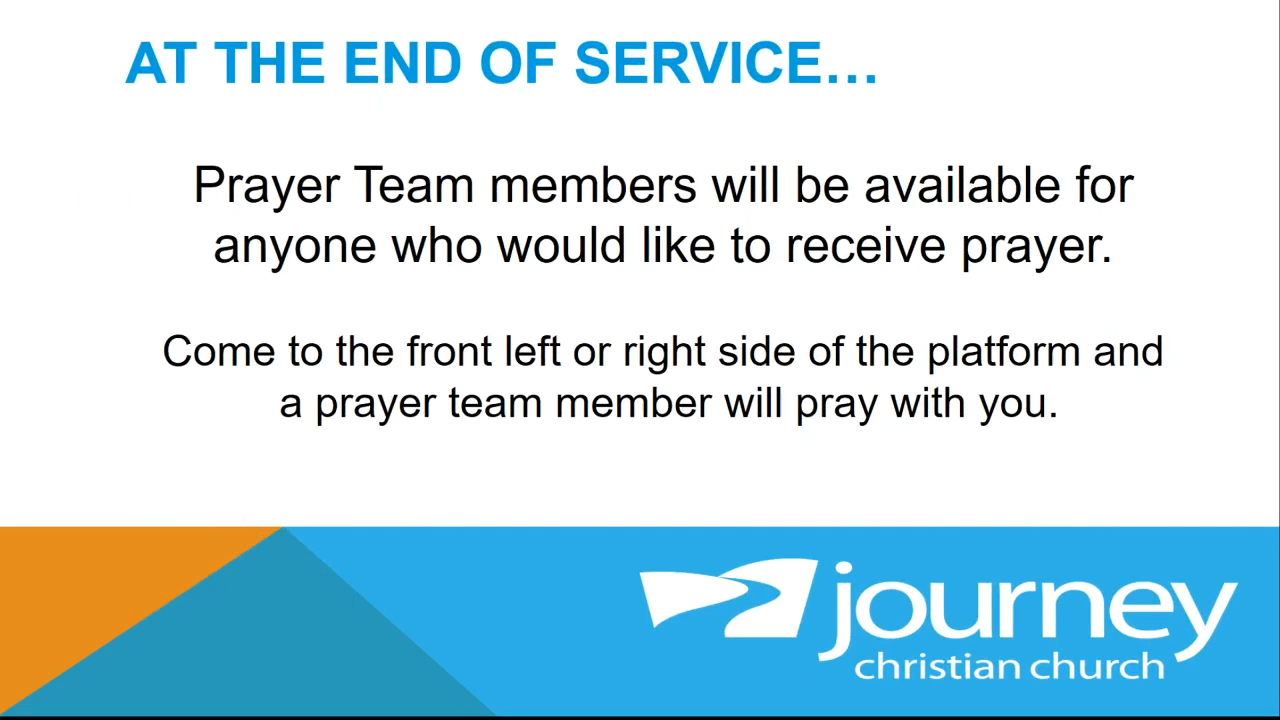 AT THE END OF SERVICE…
Prayer Team members will be available for
anyone who would like to receive prayer.
Come to the front left or right side of the platform and
a prayer team member will pray with you.
journey
christian church